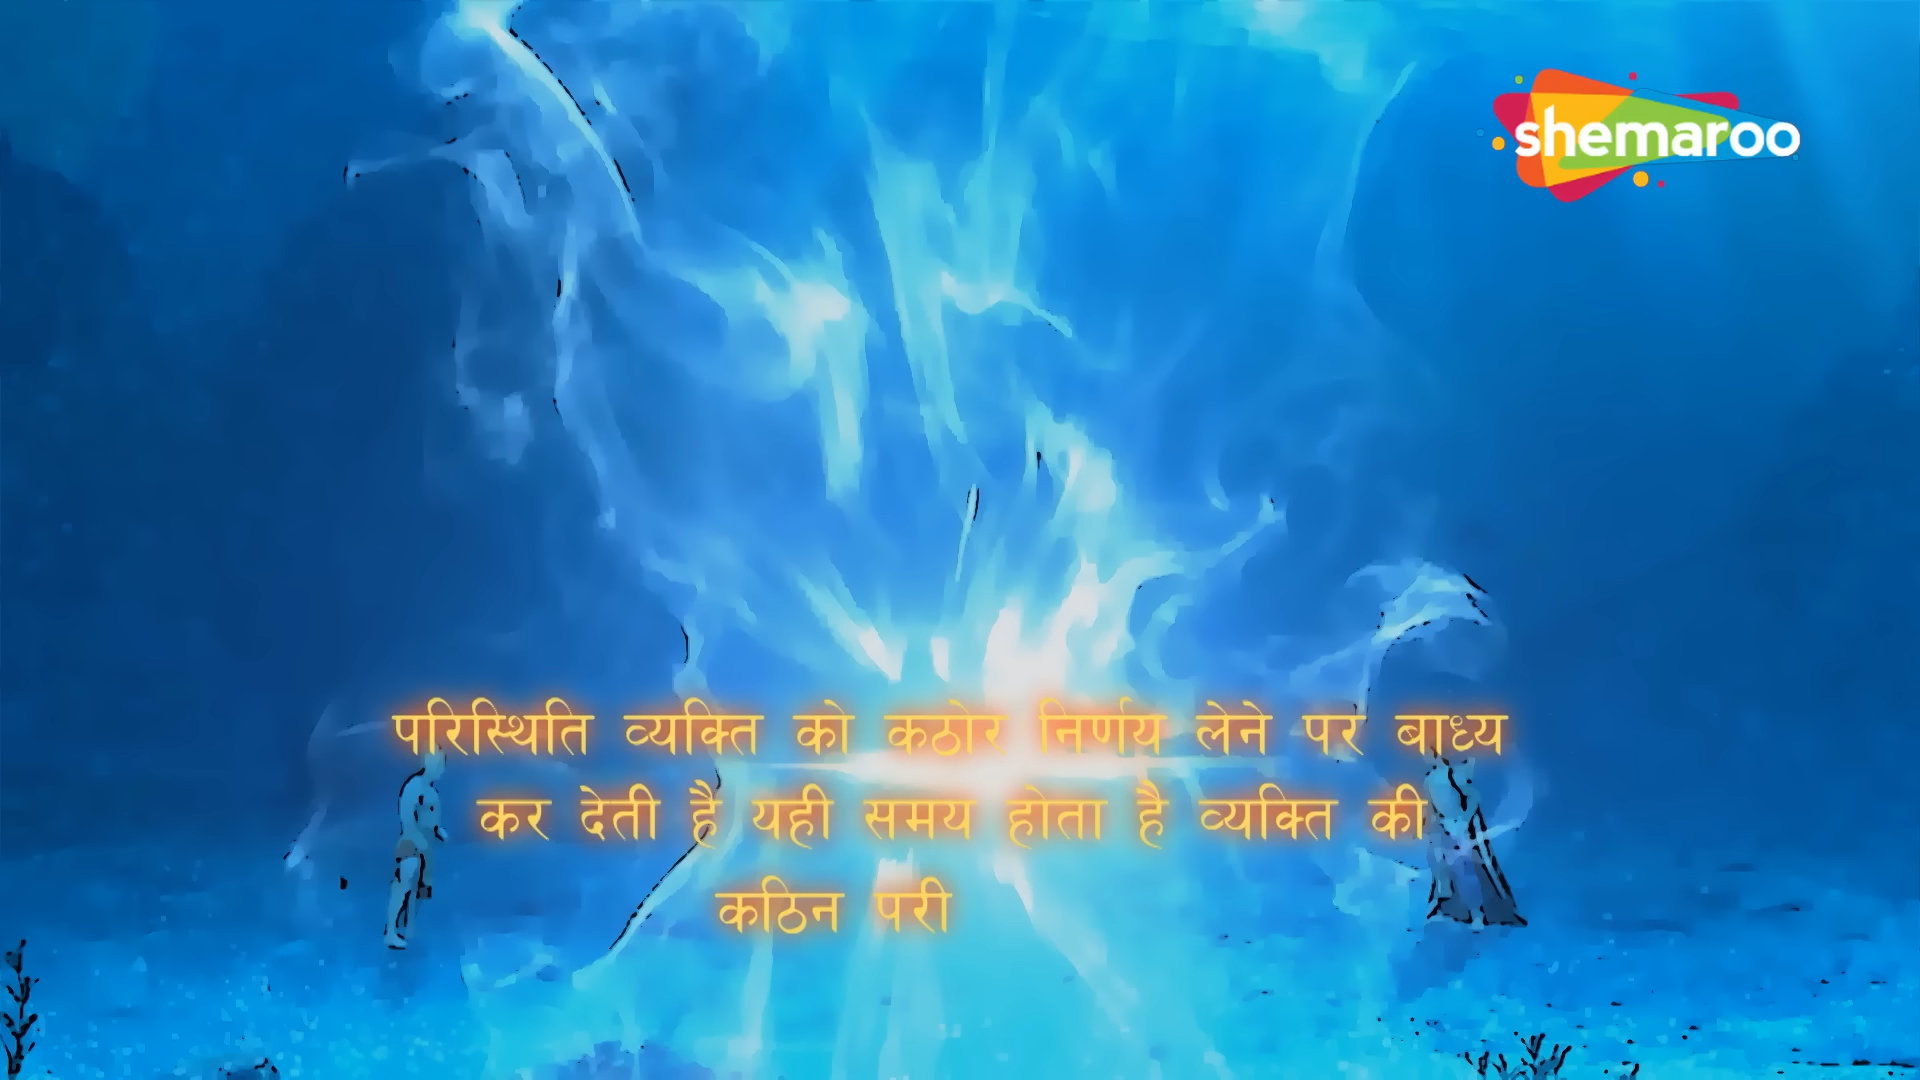 shemaroo
परिस्थिति व्यक्ति को कठोर निर्णय लेने पर बाध्य
कर देती है यही समय होता है व्यक्ति की
कठिन परी